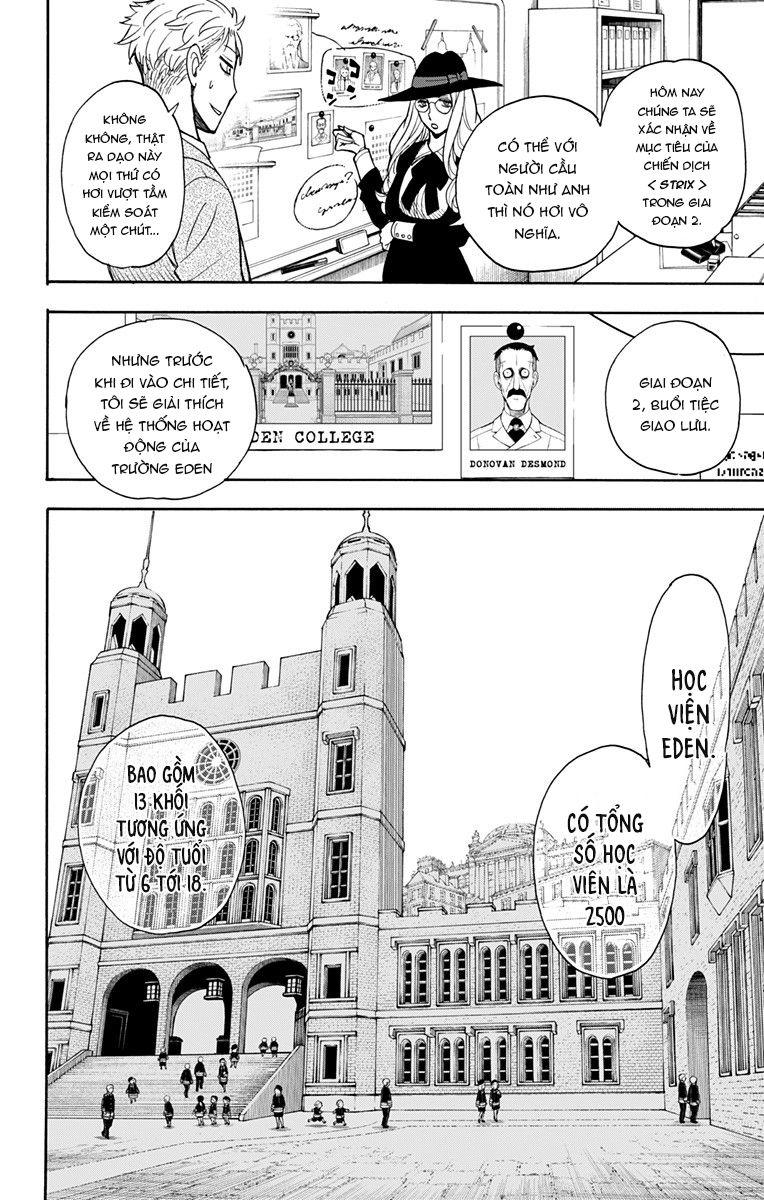 HÔM NAY
CHÚNG TA SẼ
XÁC NHẬN VỀ
MỤC TIÊU CỦA
CHIẾN DỊCH
< STRIX >
TRONG GIAI
ĐOẠN 2.
CÓ THỂ VỚI
NGƯỜI CẦU
TOÀN NHƯ ANH
THÌ NÓ HƠI VÔ
NGHĨA.
KHÔNG
KHÔNG, THẬT
RA DẠO NÀY
MỌI THỨ CÓ
HƠI VƯỢT TẦM
KIỂM SOÁT
MỘT CHÚT...
GIAI ĐOẠN
2, BUỔI TIỆC
GIAO LƯU.
DONOVAN DESMOND
NHƯNG TRƯỚC
KHI ĐI VÀO CHI TIẾT,
TÔI SẼ GIẢI THÍCH
VỀ HỆ THỐNG HOẠT
ĐỘNG CỦA
TRƯỜNG EDEN
DEN COLLEGE
HỌC
VIỆN
EDEN.
CÓ TỔNG
SỐ HỌC
VIÊN LÀ
2500
BAO GỒM
13 KHỐI
TƯƠNG ỨNG
VỚI ĐỘ TUỔI
TỪ 6 TỚI 18.